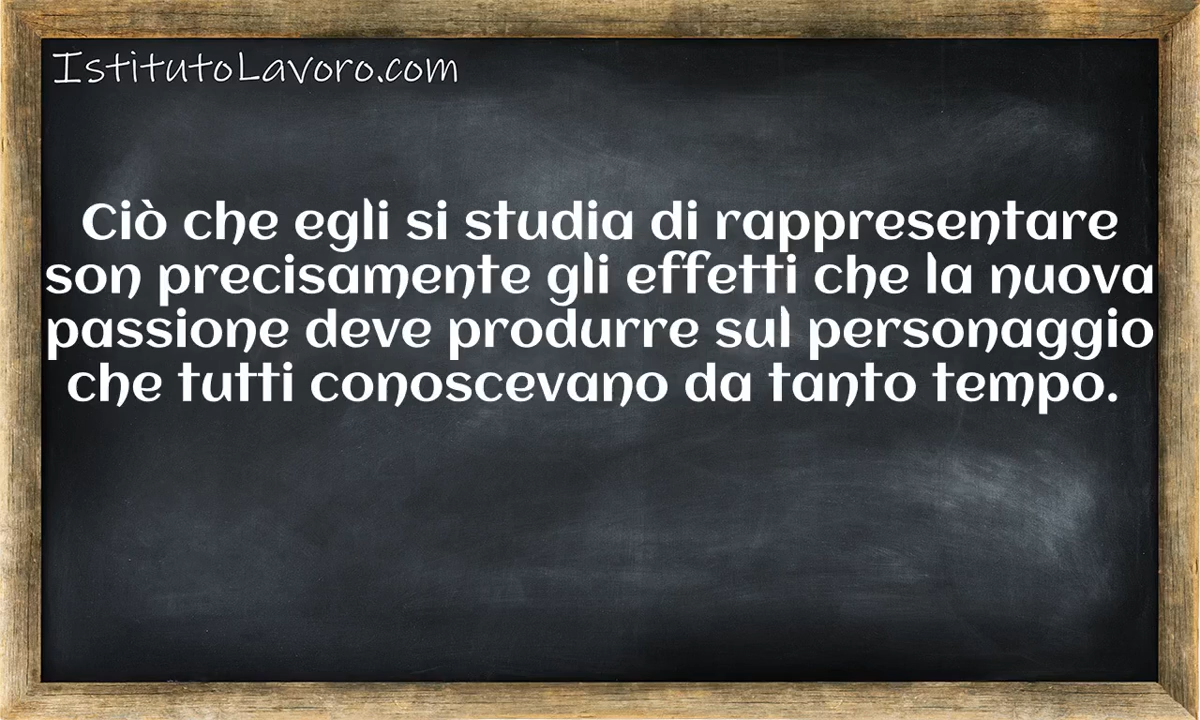 IstitutoLavoro.com
Ciò che egli si studia di rappresentare
son precisamente gli effetti che la nuova
passione deve produrre sul personaggio
che tutti conoscevano da tanto tempo.